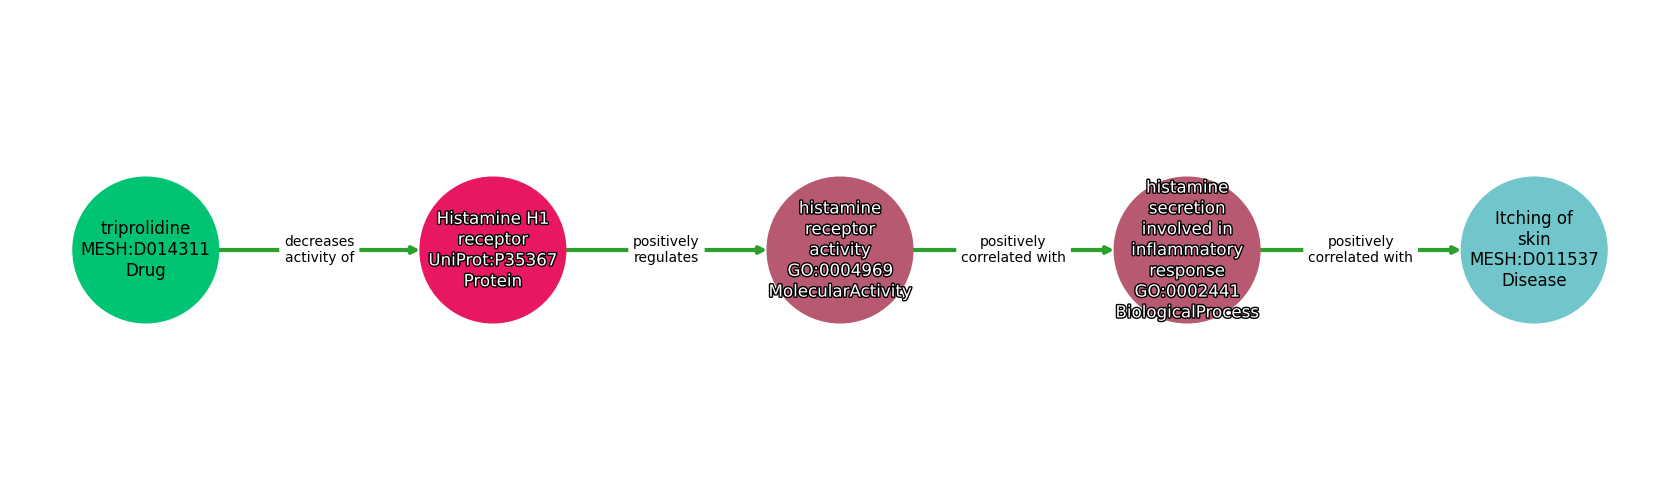 triprolidine
MESH:D014311
Drug
decreases
activity of
Histamine H1
receptor
UniProt:P35367
Protein
positively
regulates
histamine
receptor
activity
GO:0004969
MolecularActivity
positively
correlated with
histamine
secretion
involved in
inflammatory
response
GO:0002441
BiologicalProcess
positively
correlated with
Itching of
skin
MESH:D011537
Disease